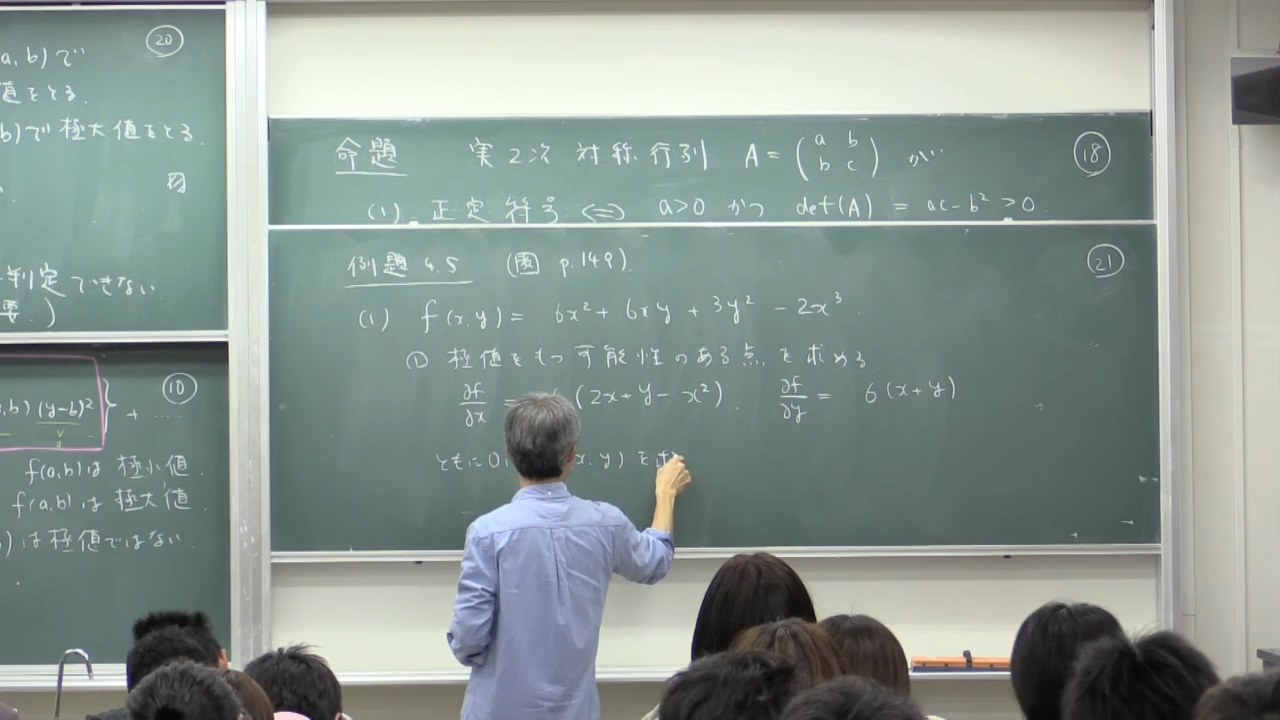 a, b)で
値をとる.
b)で極大値をとる.
判定できない
要.)
⑳
b) (y-b)² } + ....
⑩
f(a,b)は 極小値.
f(a,b)は 極大値.
)は極値ではない
命題 実2次 対称行列 A = (a b b c) が
⑱
(1) 正定符号 ⇔ a>0 かつ det(A) = ac-b² > 0
例題 4.5 (圏 p.149).
㉑
(1) f(x,y) = 6x² + 6xy + 3y² - 2x³.
① 極値をもつ可能性のある点を求める.
∂f/∂x = (2x+y-x²). ∂f/∂y = 6(x+y).
ともに0 x, y) を求